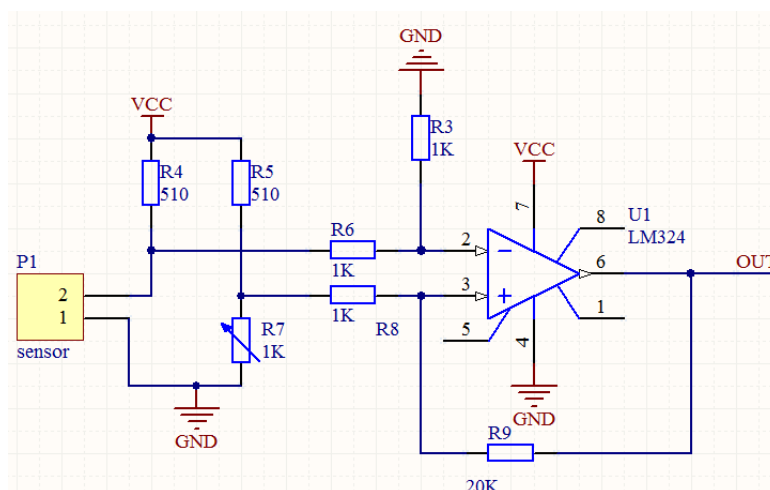 GND
VCC
R3
1K
R4
510
R5
510
VCC
7
8
U1
LM324
P1
R6
2
-
6
OUT
2
1K
3
+
1
R7
1K
1K
R8
5
4
1
sensor
GND
GND
R9
20K